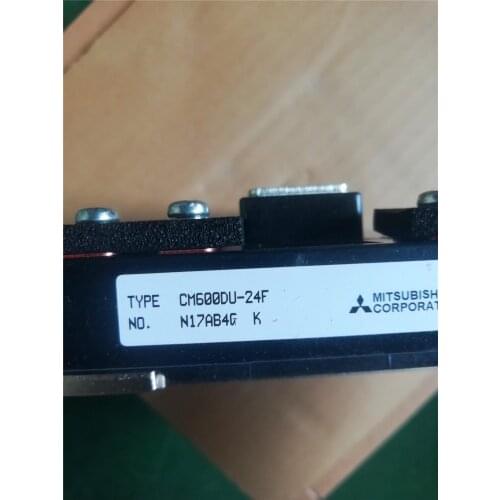 TYPE CM600DU-24F
NO. N17AB4G K
MITSUBISH
CORPORAT